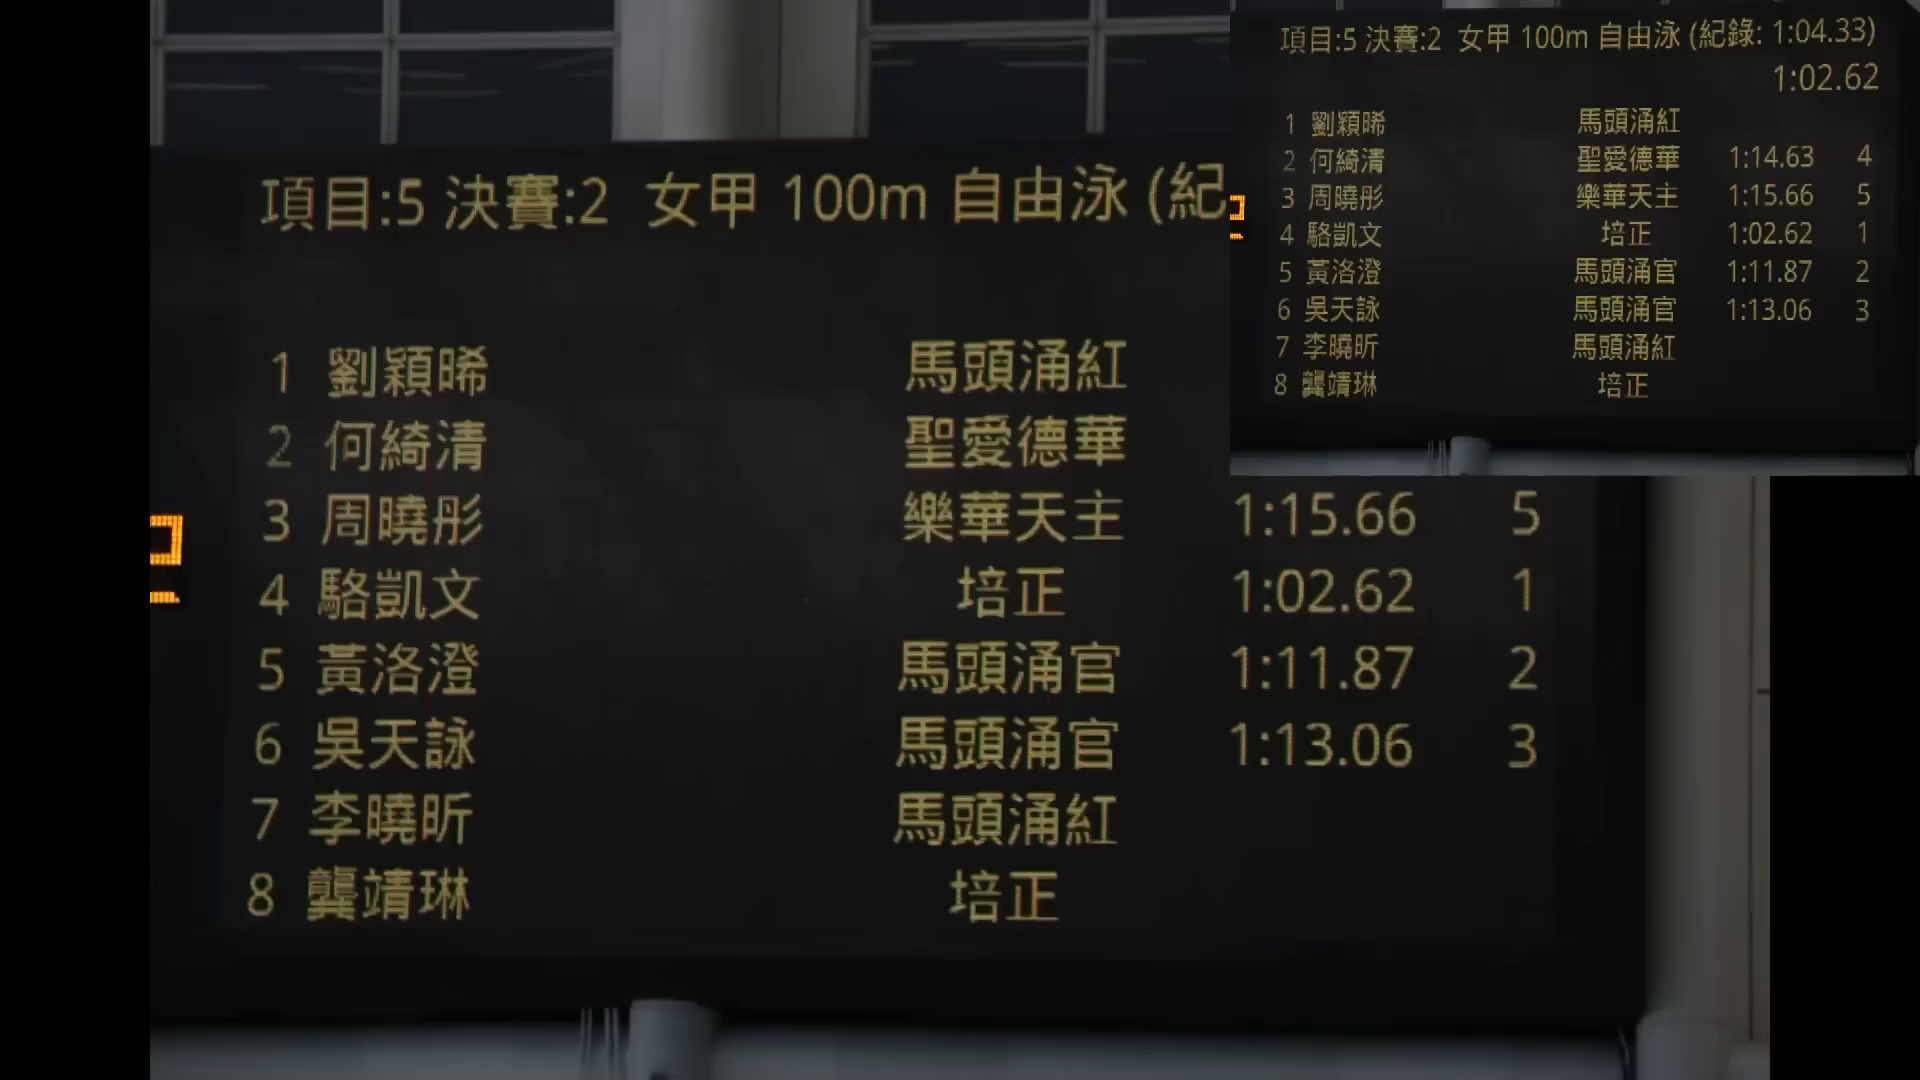 項目:5 決賽:2 女甲 100m 自由泳 (紀
1 劉穎晞 馬頭涌紅
2 何綺清 聖愛德華
3 周曉彤 樂華天主 1:15.66 5
4 駱凱文 培正 1:02.62 1
5 黃洛澄 馬頭涌官 1:11.87 2
6 吳天詠 馬頭涌官 1:13.06 3
7 李曉昕 馬頭涌紅
8 龔靖琳 培正
項目:5 決賽:2 女甲 100m 自由泳 (紀錄: 1:04.33)
1:02.62
1 劉穎晞 馬頭涌紅
2 何綺清 聖愛德華 1:14.63 4
3 周曉彤 樂華天主 1:15.66 5
4 駱凱文 培正 1:02.62 1
5 黃洛澄 馬頭涌官 1:11.87 2
6 吳天詠 馬頭涌官 1:13.06 3
7 李曉昕 馬頭涌紅
8 龔靖琳 培正